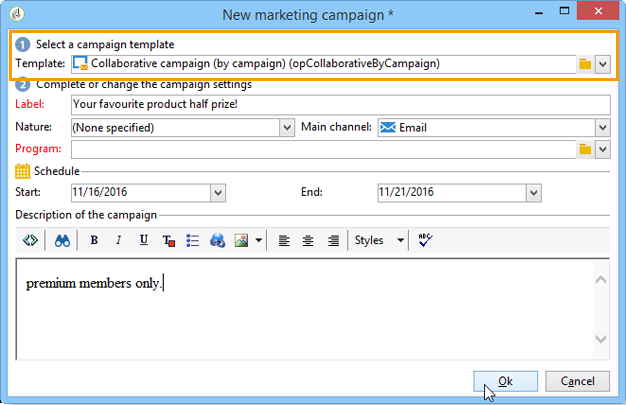 New marketing campaign *
1 Select a campaign template
Template: Collaborative campaign (by campaign) (opCollaborativeByCampaign)
2 Complete or change the campaign settings
Label: Your favourite product half prize!
Nature: (None specified) Main channel: Email
Program:
Schedule
Start: 11/16/2016 End: 11/21/2016
Description of the campaign
B I U T Styles ABC
premium members only.
Ok Cancel